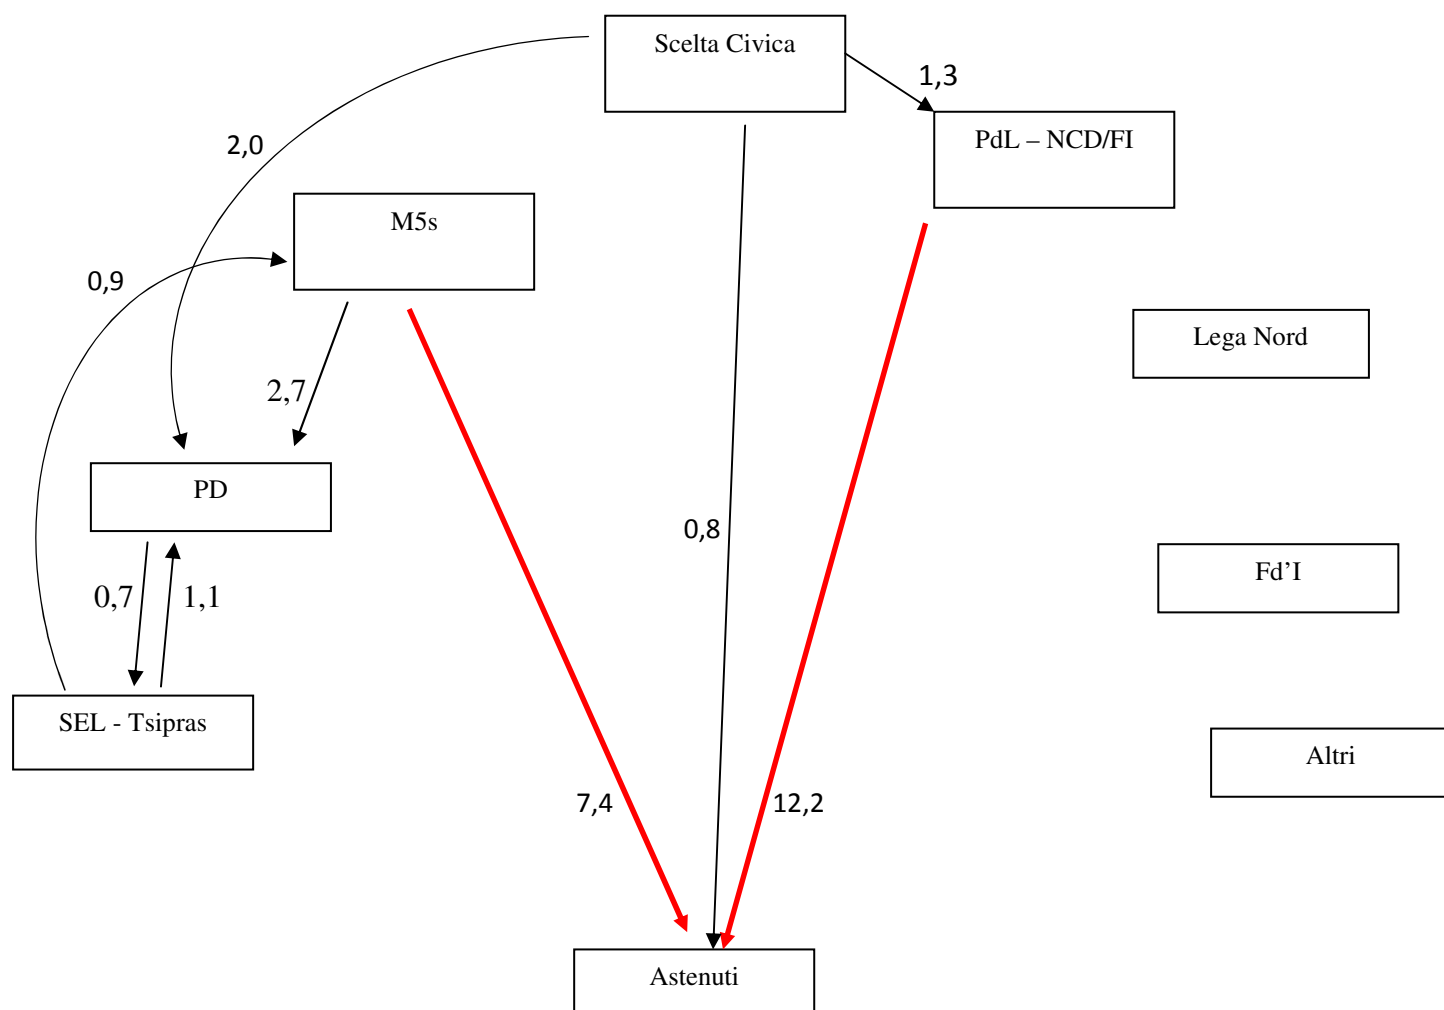 Scelta Civica
1,3
PdL – NCD/FI
2,0
M5s
0,9
Lega Nord
2,7
PD
0,8
Fd’I
0,7
1,1
SEL - Tsipras
Altri
7,4
12,2
Astenuti